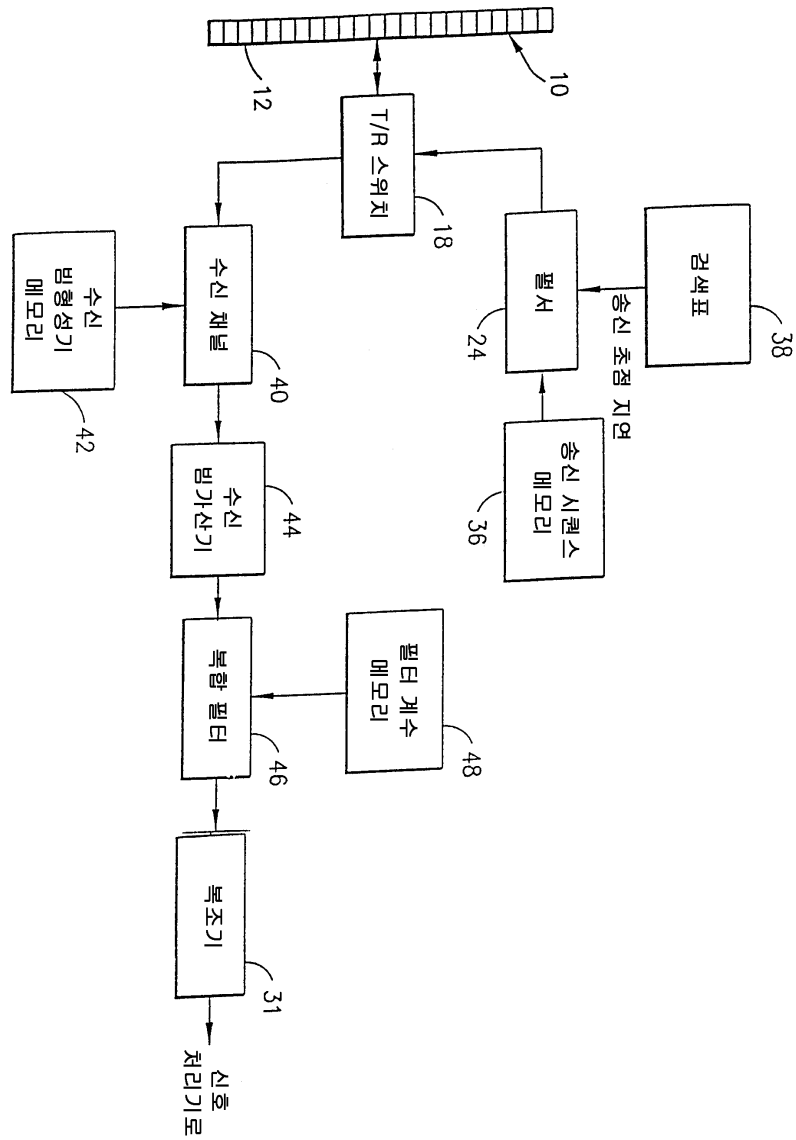 검색표
38
송신 초점 지연
송신 시퀀스
메모리
36
펄서
24
10
T/R 스위치
18
12
필터 계수
메모리
48
수신 채널
40
수신
빔가산기
44
복합 필터
46
복조기
31
신호
처리기로
수신
빔형성기
메모리
42